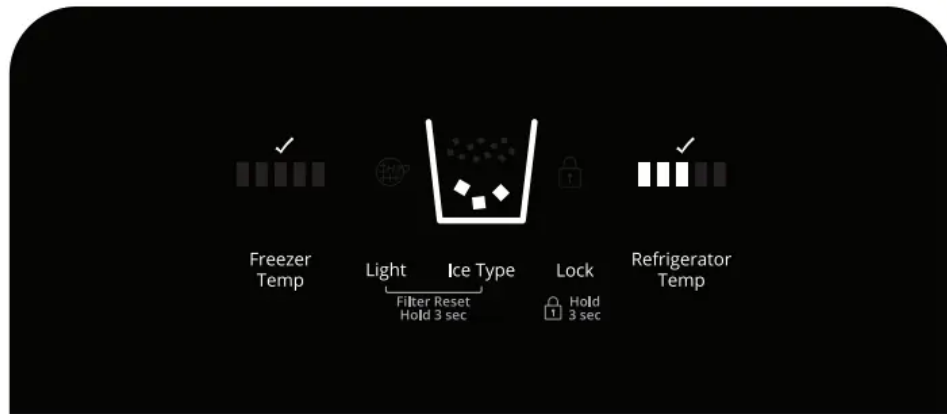 Freezer
Temp
Light
Ice Type
Lock
Refrigerator
Temp
Filter Reset
Hold 3 sec
Hold
3 sec